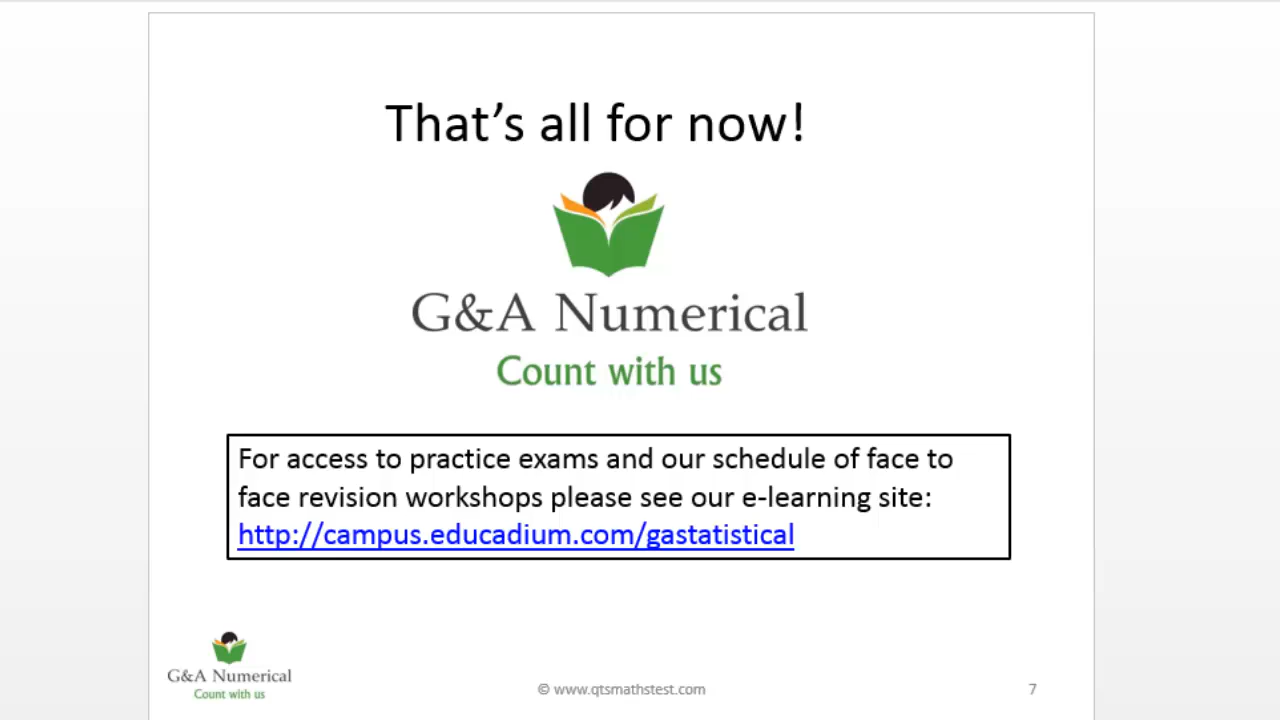 That's all for now!
G&A Numerical
Count with us
For access to practice exams and our schedule of face to
face revision workshops please see our e-learning site:
http://campus.educadium.com/gastatistical
G&A Numerical
Count with us
© www.qtsmathstest.com
7